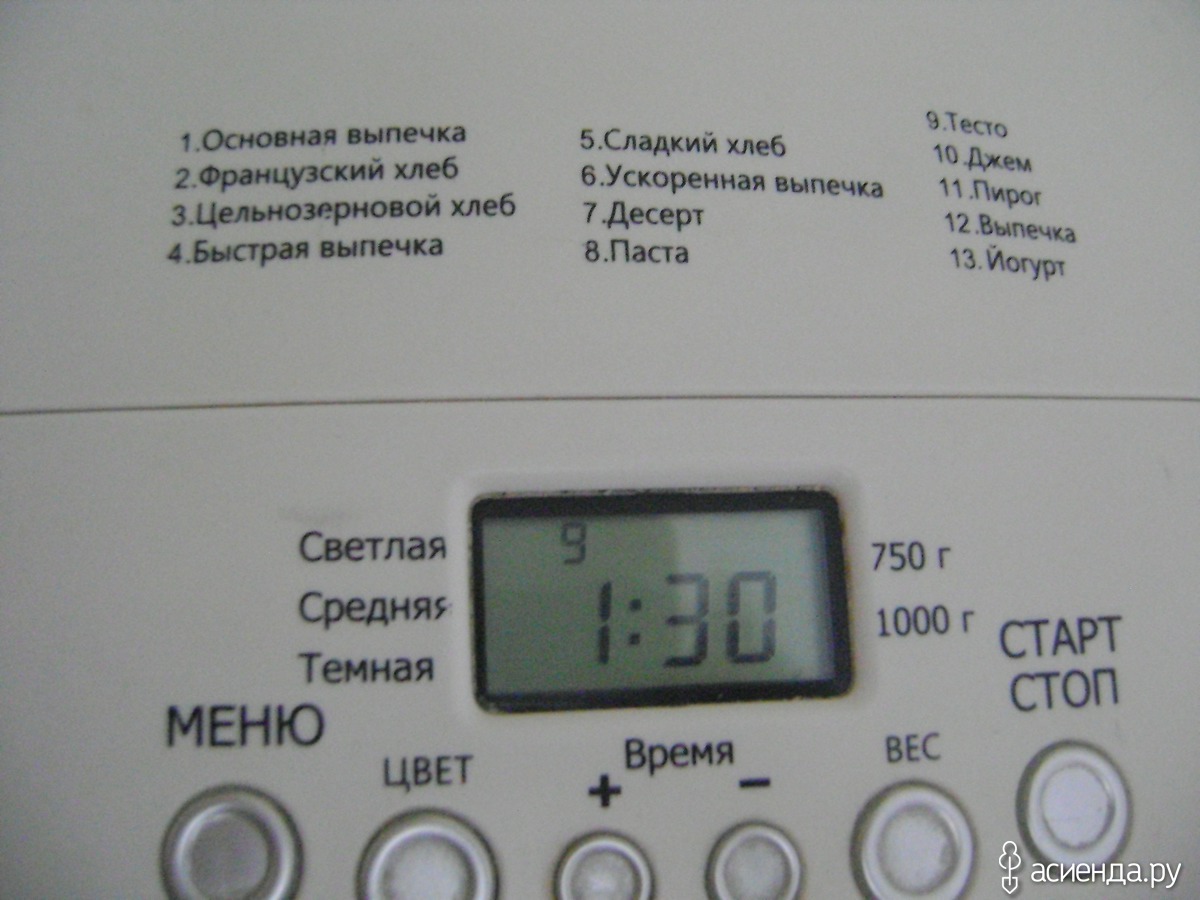 1.Основная выпечка
2.Французский хлеб
3.Цельнозерновой хлеб
4.Быстрая выпечка
5.Сладкий хлеб
6.Ускоренная выпечка
7.Десерт
8.Паста
9.Тесто
10.Джем
11.Пирог
12.Выпечка
13.Йогурт
Светлая
Средняя
Темная
9
1:30
750 г
1000 г
МЕНЮ
ЦВЕТ
Время
+ −
ВЕС
СТАРТ
СТОП
асиенда.ру